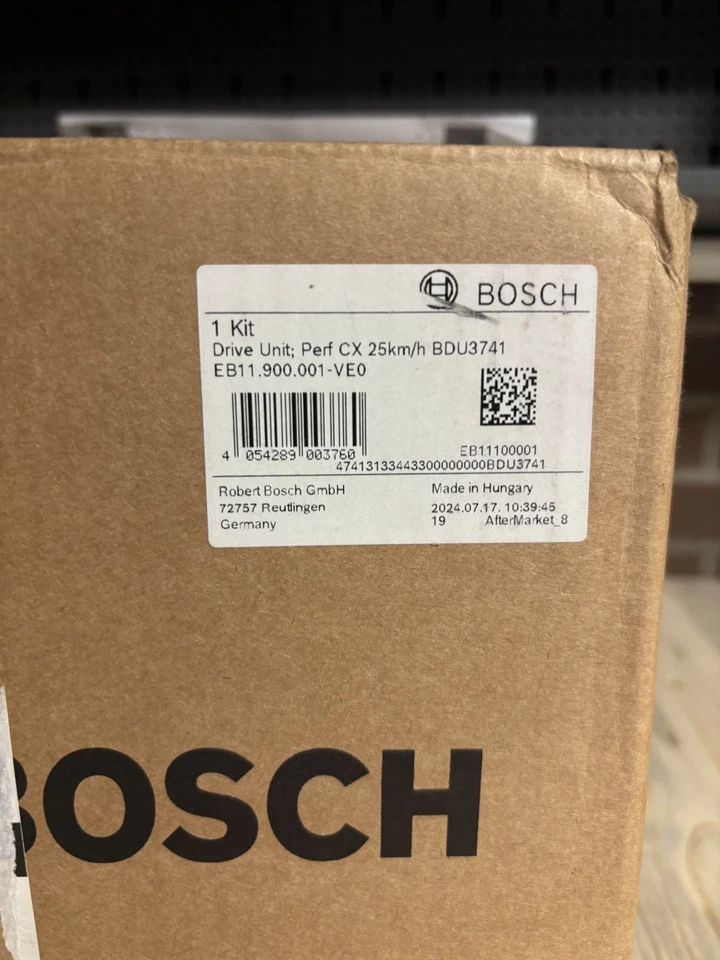 BOSCH
1 Kit
Drive Unit; Perf CX 25km/h BDU3741
EB11.900.001-VE0
4 054289 003760
EB11100001
47413133443300000000BDU3741
Robert Bosch GmbH
72757 Reutlingen
Germany
Made in Hungary
2024.07.17. 10:39:45
19 AfterMarket_8
BOSCH